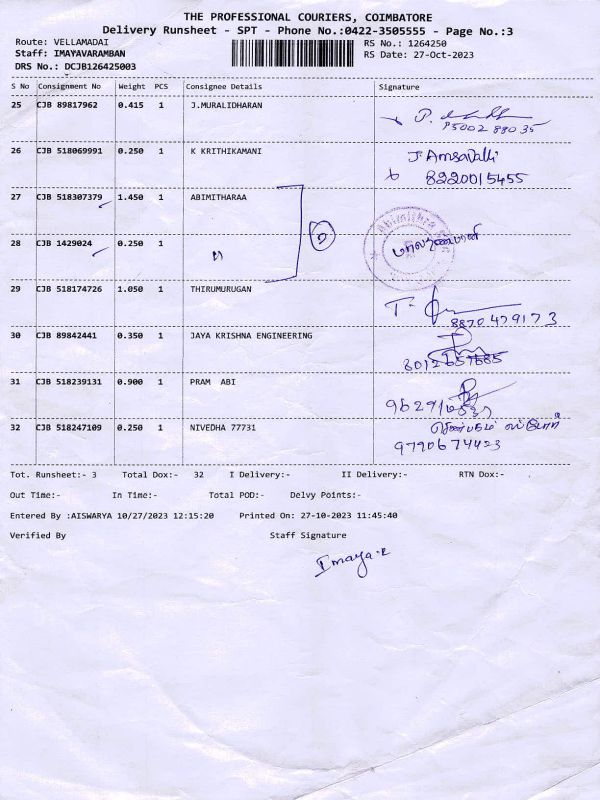 THE PROFESSIONAL COURIERS, COIMBATORE
Delivery Runsheet - SPT - Phone No.:0422-3505555 - Page No.:3
Route: VELLAMADAI RS No.: 1264250
Staff: IMAYAVARAMBAN RS Date: 27-Oct-2023
DRS No.: DCJB126425003
S No Consignment No Weight PCS Consignee Details Signature
25 CJB 89817962 0.415 1 J.MURALIDHARAN
26 CJB 518069991 0.250 1 K KRITHIKAMANI J. Amsavalli
8220015455
27 CJB 518307379 1.450 1 ABIMITHARAA
28 CJB 1429024 0.250 1 பாலசுப்பிரமணி
29 CJB 518174726 1.050 1 THIRUMURUGAN
8870479173
30 CJB 89842441 0.350 1 JAYA KRISHNA ENGINEERING
31 CJB 518239131 0.900 1 PRAM ABI
32 CJB 518247109 0.250 1 NIVEDHA 77731 செண்பகம் ஸ்டோர்
9790674423
Tot. Runsheet:- 3 Total Dox:- 32 I Delivery:- II Delivery:- RTN Dox:-
Out Time:- In Time:- Total POD:- Delvy Points:-
Entered By :AISWARYA 10/27/2023 12:15:20 Printed On: 27-10-2023 11:45:40
Verified By Staff Signature
Imaya.e